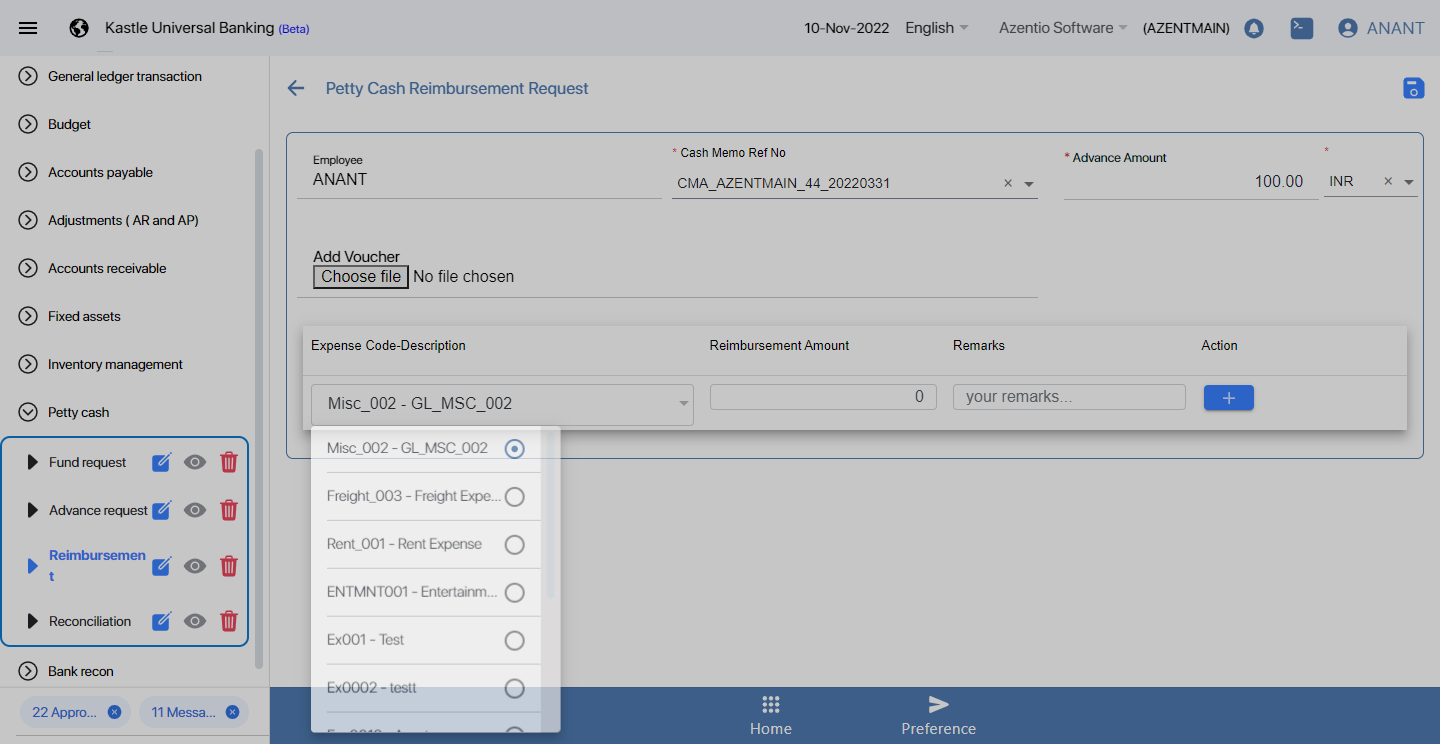 Kastle Universal Banking (Beta)
10-Nov-2022 English Azentio Software (AZENTMAIN) ANANT
General ledger transaction
Budget
Accounts payable
Adjustments ( AR and AP)
Accounts receivable
Fixed assets
Inventory management
Petty cash
Fund request
Advance request
Reimbursemen
t
Reconciliation
Bank recon
22 Appro...
11 Messa...
Petty Cash Reimbursement Request
Employee
ANANT
* Cash Memo Ref No
CMA_AZENTMAIN_44_20220331
* Advance Amount
100.00
*
INR
Add Voucher
Choose file No file chosen
Expense Code-Description Reimbursement Amount Remarks Action
Misc_002 - GL_MSC_002 0 your remarks... +
Misc_002 - GL_MSC_002
Freight_003 - Freight Expe...
Rent_001 - Rent Expense
ENTMNT001 - Entertainm...
Ex001 - Test
Ex0002 - testt
Home
Preference